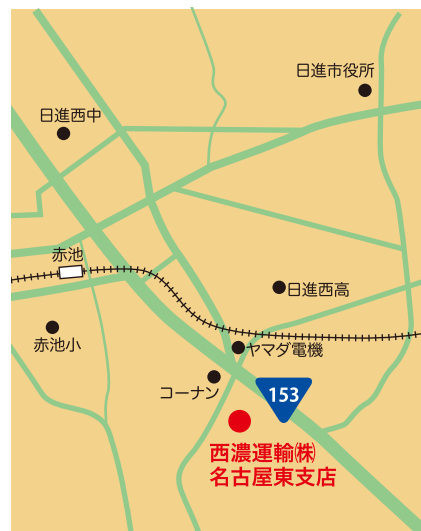 日進市役所
日進西中
赤池
日進西高
赤池小
ヤマダ電機
コーナン
153
西濃運輸㈱
名古屋東支店